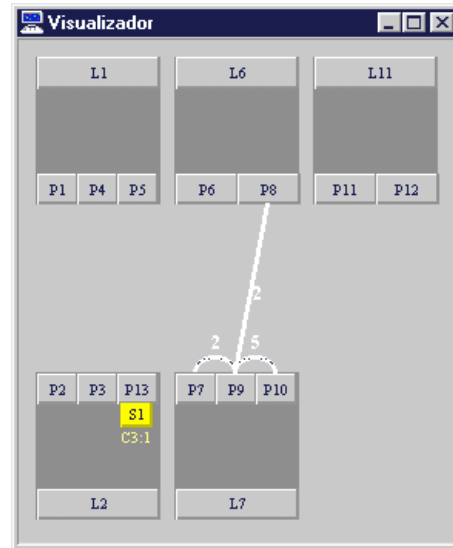 Visualizador
L1 L6 L11
P1 P4 P5 P6 P8 P11 P12
2
2 5
P2 P3 P13 P7 P9 P10
S1
C3:1
L2 L7